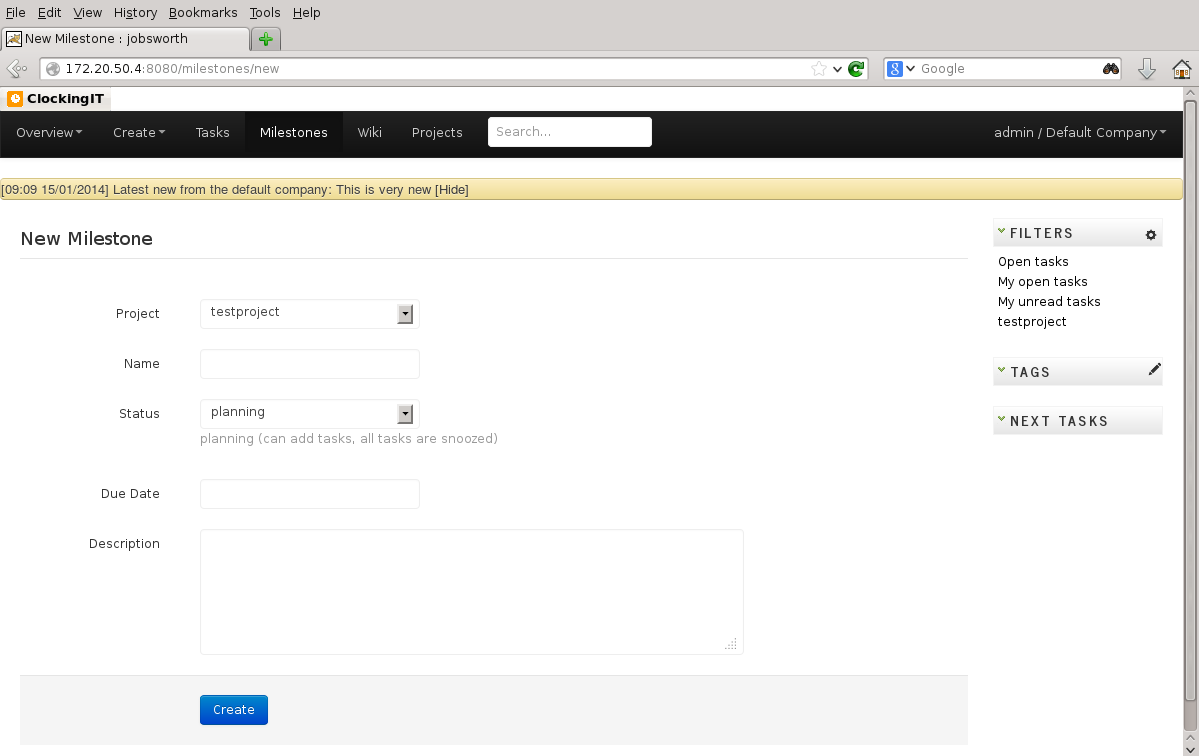 File Edit View History Bookmarks Tools Help
New Milestone : jobsworth
172.20.50.4:8080/milestones/new
Google
ClockingIT
Overview Create Tasks Milestones Wiki Projects Search... admin / Default Company
[09:09 15/01/2014] Latest new from the default company: This is very new [Hide]
New Milestone
Project testproject
Name
Status planning
planning (can add tasks, all tasks are snoozed)
Due Date
Description
Create
FILTERS
Open tasks
My open tasks
My unread tasks
testproject
TAGS
NEXT TASKS